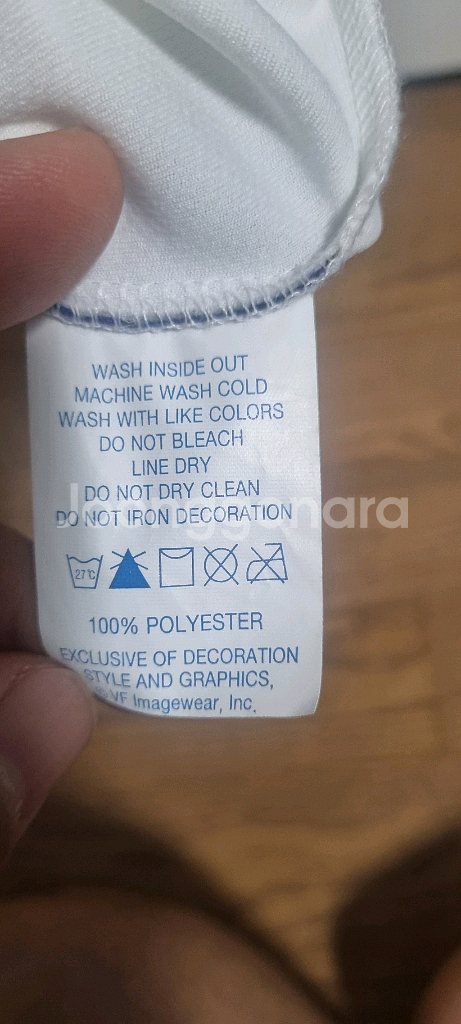 WASH INSIDE OUT
MACHINE WASH COLD
WASH WITH LIKE COLORS
DO NOT BLEACH
LINE DRY
DO NOT DRY CLEAN
DO NOT IRON DECORATION
27°C
100% POLYESTER
EXCLUSIVE OF DECORATION
STYLE AND GRAPHICS,
© VF Imagewear, Inc.
Joonggonara